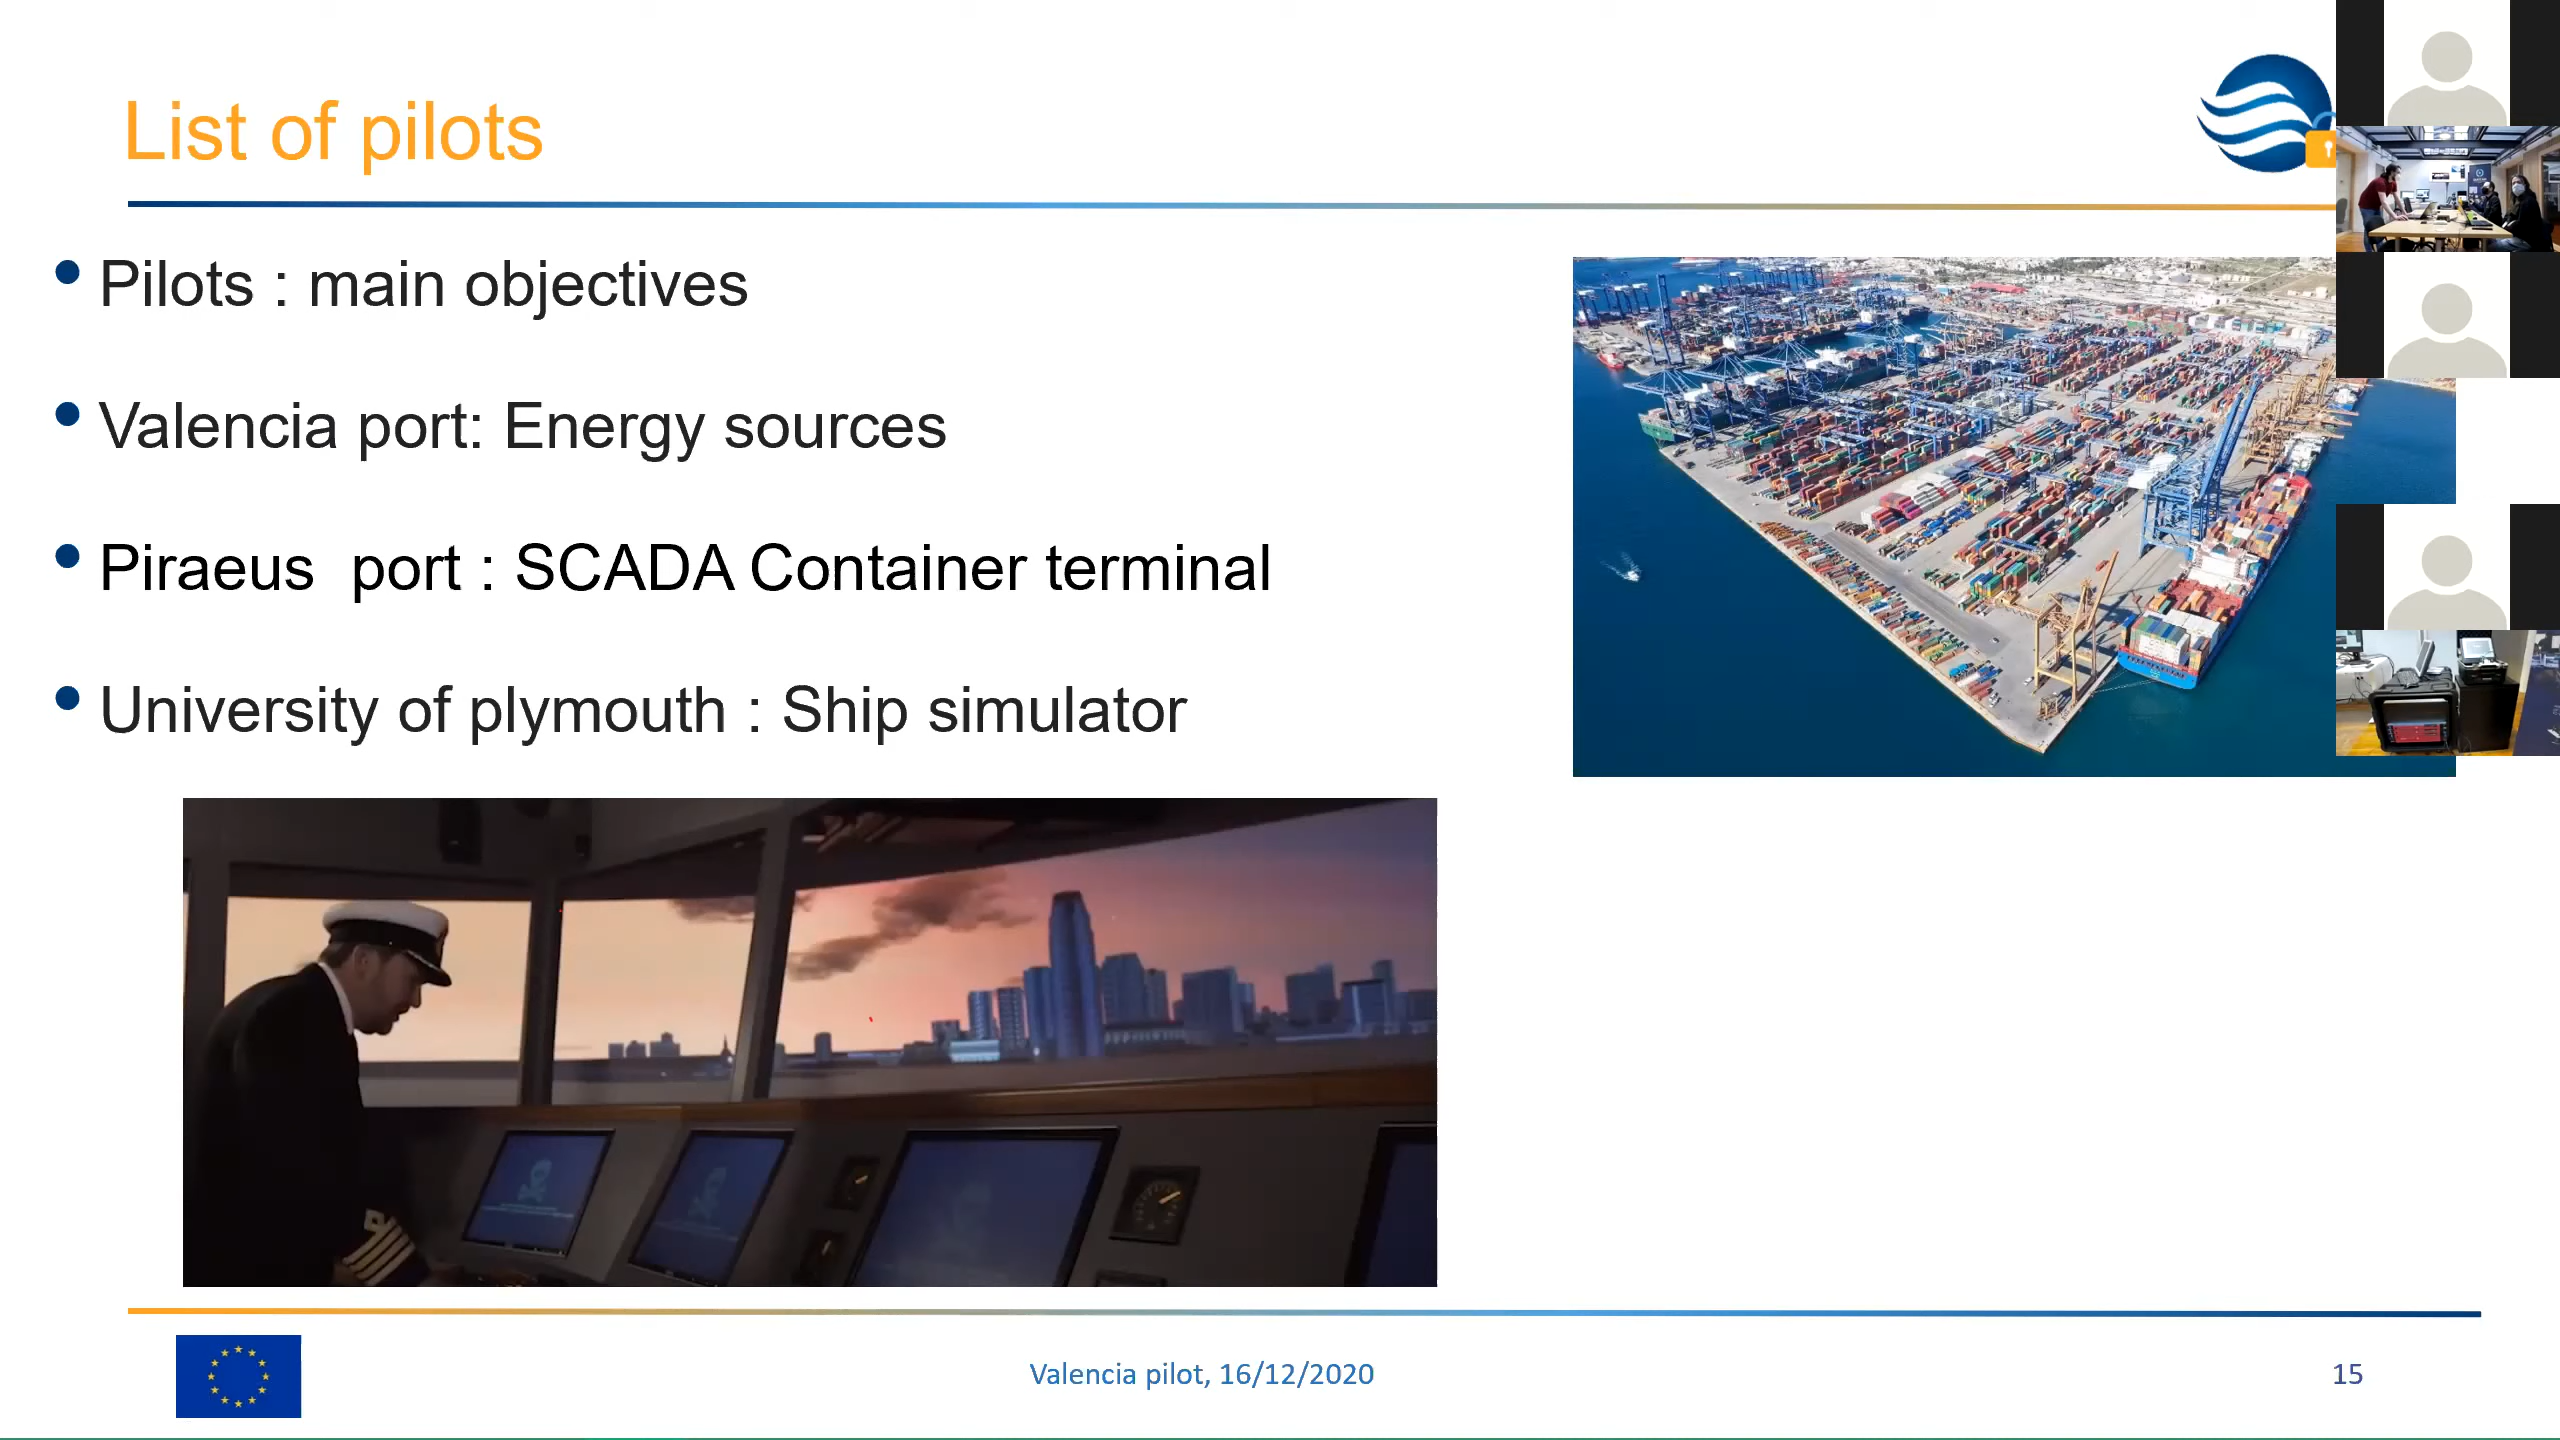 List of pilots
• Pilots : main objectives
• Valencia port: Energy sources
• Piraeus  port : SCADA Container terminal
• University of plymouth : Ship simulator
Valencia pilot, 16/12/2020
15